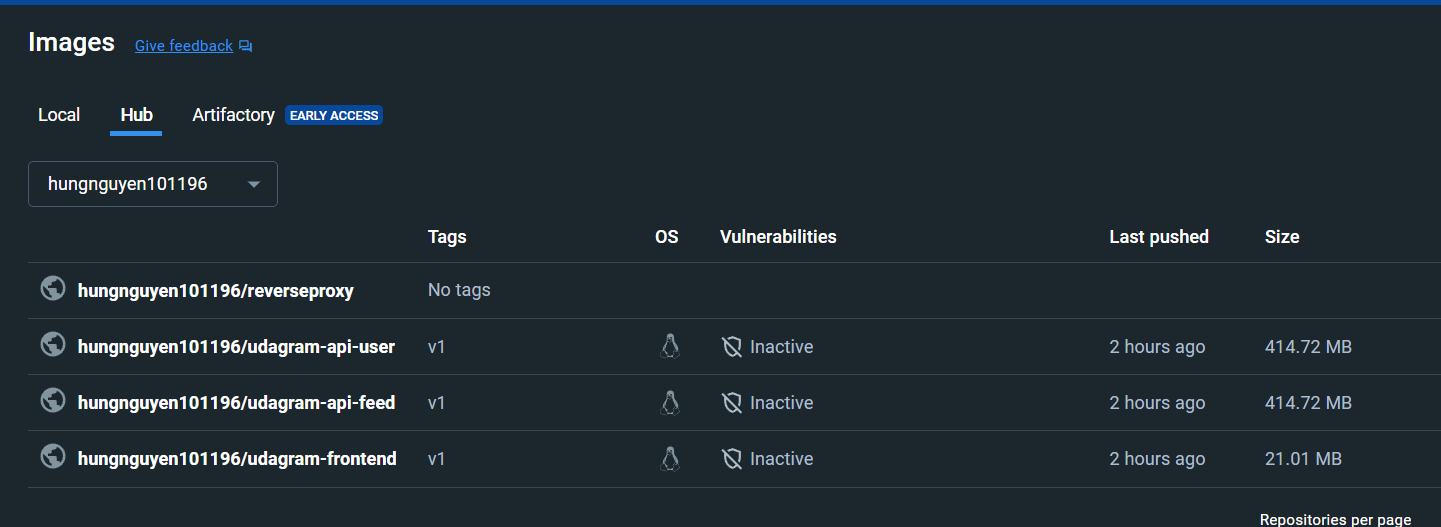 Images Give feedback
Local Hub Artifactory EARLY ACCESS
hungnguyen101196
Tags OS Vulnerabilities Last pushed Size
hungnguyen101196/reverseproxy No tags
hungnguyen101196/udagram-api-user v1 Inactive 2 hours ago 414.72 MB
hungnguyen101196/udagram-api-feed v1 Inactive 2 hours ago 414.72 MB
hungnguyen101196/udagram-frontend v1 Inactive 2 hours ago 21.01 MB
Repositories per page